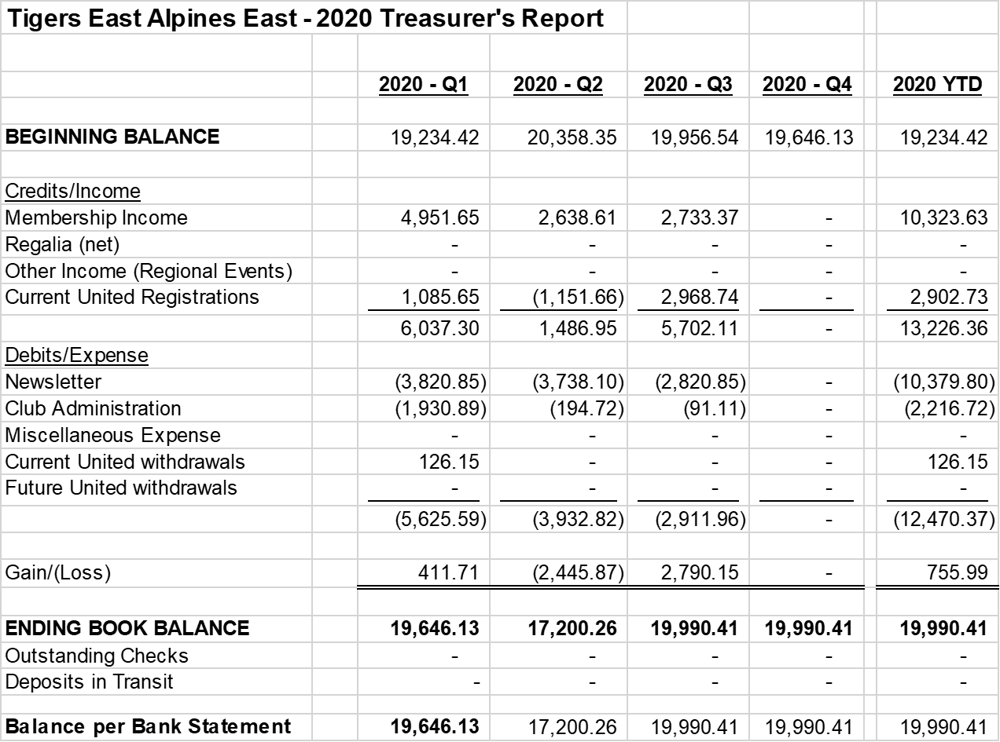 Tigers East Alpines East - 2020 Treasurer's Report
2020 - Q1 2020 - Q2 2020 - Q3 2020 - Q4 2020 YTD
BEGINNING BALANCE 19,234.42 20,358.35 19,956.54 19,646.13 19,234.42
Credits/Income
Membership Income 4,951.65 2,638.61 2,733.37 - 10,323.63
Regalia (net) - - - - -
Other Income (Regional Events) - - - - -
Current United Registrations 1,085.65 (1,151.66) 2,968.74 - 2,902.73
6,037.30 1,486.95 5,702.11 - 13,226.36
Debits/Expense
Newsletter (3,820.85) (3,738.10) (2,820.85) - (10,379.80)
Club Administration (1,930.89) (194.72) (91.11) - (2,216.72)
Miscellaneous Expense - - - - -
Current United withdrawals 126.15 - - - 126.15
Future United withdrawals - - - - -
(5,625.59) (3,932.82) (2,911.96) - (12,470.37)
Gain/(Loss) 411.71 (2,445.87) 2,790.15 - 755.99
ENDING BOOK BALANCE 19,646.13 17,200.26 19,990.41 19,990.41 19,990.41
Outstanding Checks - - - - -
Deposits in Transit - - - - -
Balance per Bank Statement 19,646.13 17,200.26 19,990.41 19,990.41 19,990.41